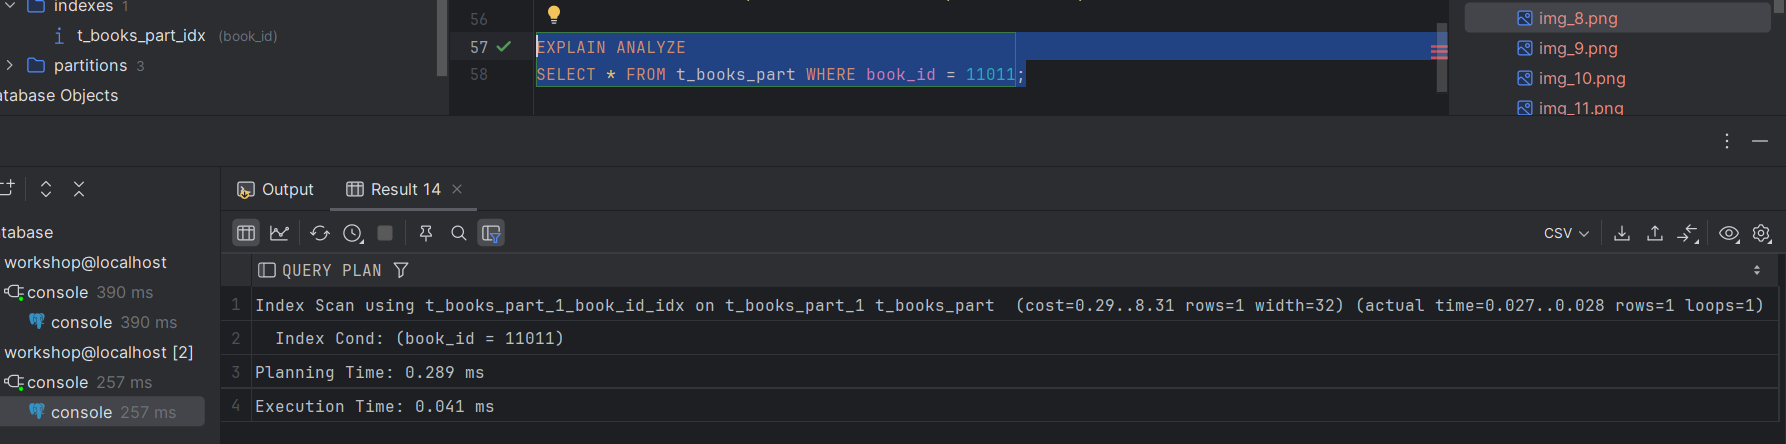 indexes 1
t_books_part_idx (book_id)
partitions 3
atabase Objects
56
57 EXPLAIN ANALYZE
58 SELECT * FROM t_books_part WHERE book_id = 11011;
img_8.png
img_9.png
img_10.png
img_11.png
tabase
workshop@localhost
console 390 ms
console 390 ms
workshop@localhost [2]
console 257 ms
console 257 ms
Output
Result 14
CSV
QUERY PLAN
1 Index Scan using t_books_part_1_book_id_idx on t_books_part_1 t_books_part  (cost=0.29..8.31 rows=1 width=32) (actual time=0.027..0.028 rows=1 loops=1)
2   Index Cond: (book_id = 11011)
3 Planning Time: 0.289 ms
4 Execution Time: 0.041 ms